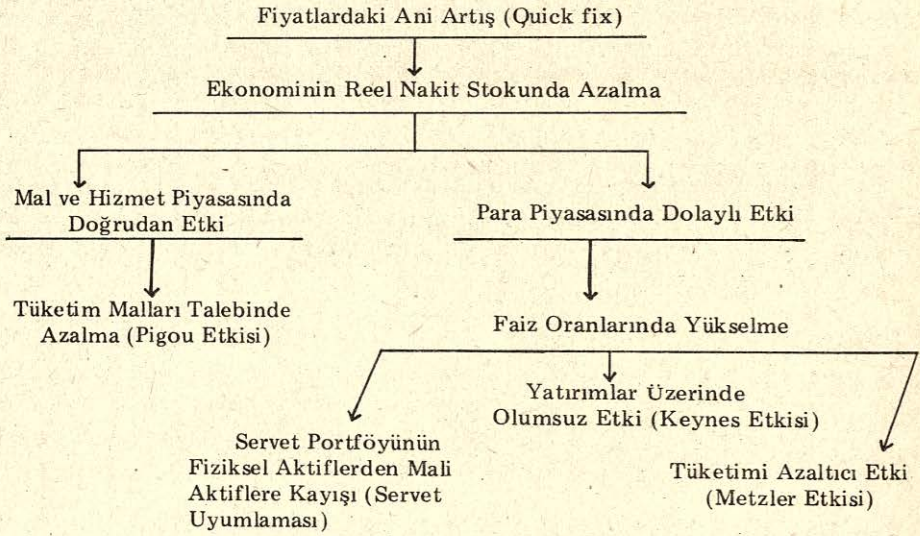 Fiyatlardaki Ani Artış (Quick fix)
Ekonominin Reel Nakit Stokunda Azalma
Mal ve Hizmet Piyasasında
Doğrudan Etki
Para Piyasasında Dolaylı Etki
Tüketim Malları Talebinde
Azalma (Pigou Etkisi)
Faiz Oranlarında Yükselme
Yatırımlar Üzerinde
Olumsuz Etki (Keynes Etkisi)
Servet Portföyünün
Fiziksel Aktiflerden Mali
Aktiflere Kayışı (Servet
Uyumlaması)
Tüketimi Azaltıcı Etki
(Metzler Etkisi)